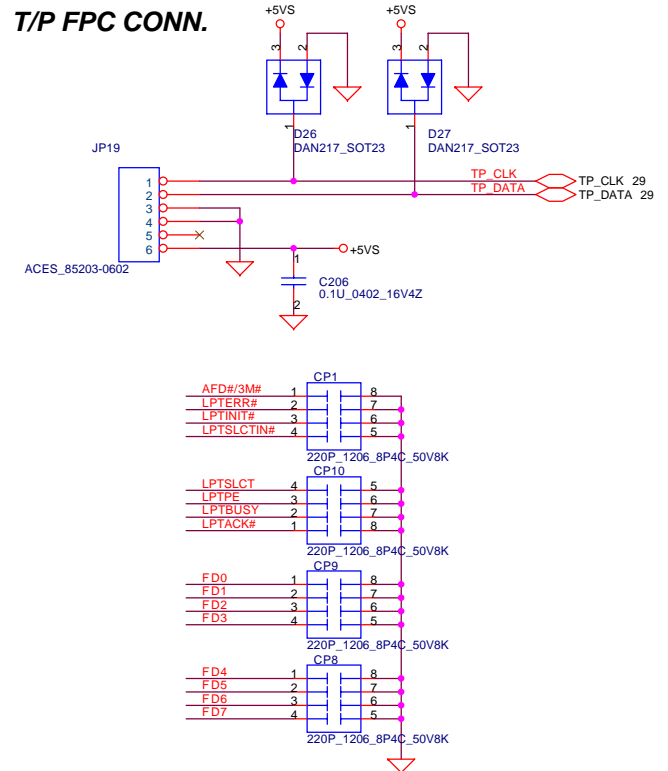 T/P FPC CONN.
+5VS +5VS
3 2 3 2
1 1
D26 D27
DAN217_SOT23 DAN217_SOT23
JP19
1 TP_CLK TP_CLK 29
2 TP_DATA TP_DATA 29
3
4
5
6 +5VS
ACES_85203-0602
1
C206
0.1U_0402_16V4Z
2
CP1
AFD#/3M# 1 8
LPTERR# 2 7
LPTINIT# 3 6
LPTSLCTIN# 4 5
220P_1206_8P4C_50V8K
CP10
LPTSLCT 4 5
LPTPE 3 6
LPTBUSY 2 7
LPTACK# 1 8
220P_1206_8P4C_50V8K
CP9
FD0 1 8
FD1 2 7
FD2 3 6
FD3 4 5
220P_1206_8P4C_50V8K
CP8
FD4 1 8
FD5 2 7
FD6 3 6
FD7 4 5
220P_1206_8P4C_50V8K